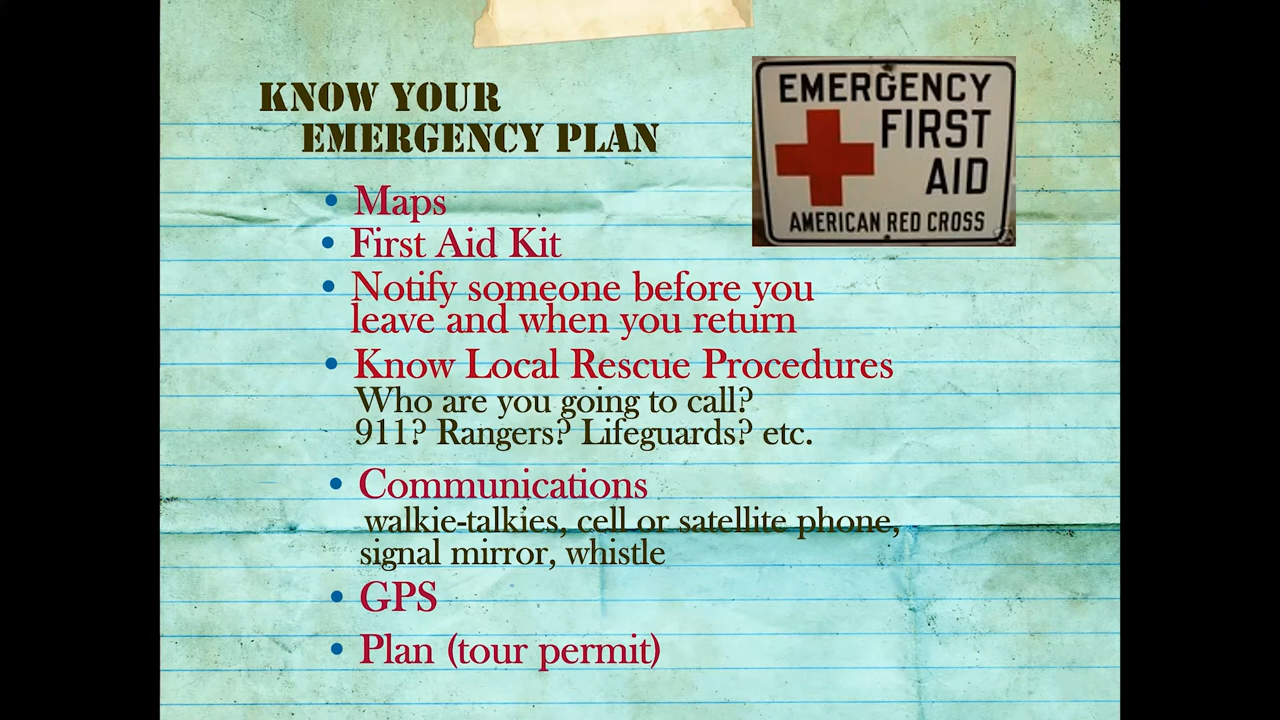 KNOW YOUR
EMERGENCY PLAN
EMERGENCY
FIRST
AID
AMERICAN RED CROSS
• Maps
• First Aid Kit
• Notify someone before you
leave and when you return
• Know Local Rescue Procedures
Who are you going to call?
911? Rangers? Lifeguards? etc.
• Communications
walkie-talkies, cell or satellite phone,
signal mirror, whistle
• GPS
• Plan (tour permit)